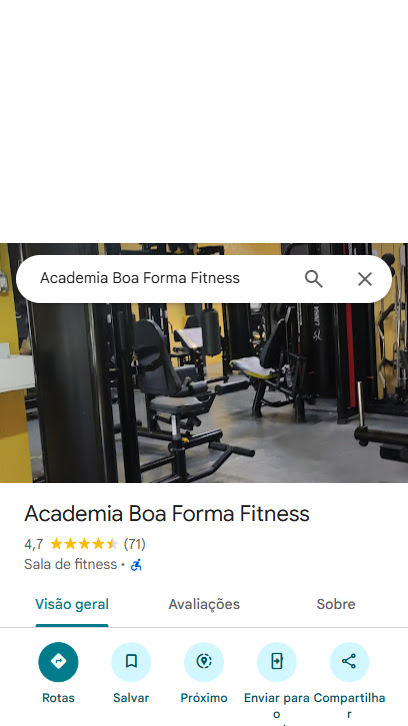 Academia Boa Forma Fitness
Academia Boa Forma Fitness
4,7 (71)
Sala de fitness ·
Visão geral Avaliações Sobre
Rotas Salvar Próximo Enviar para o Compartilhar